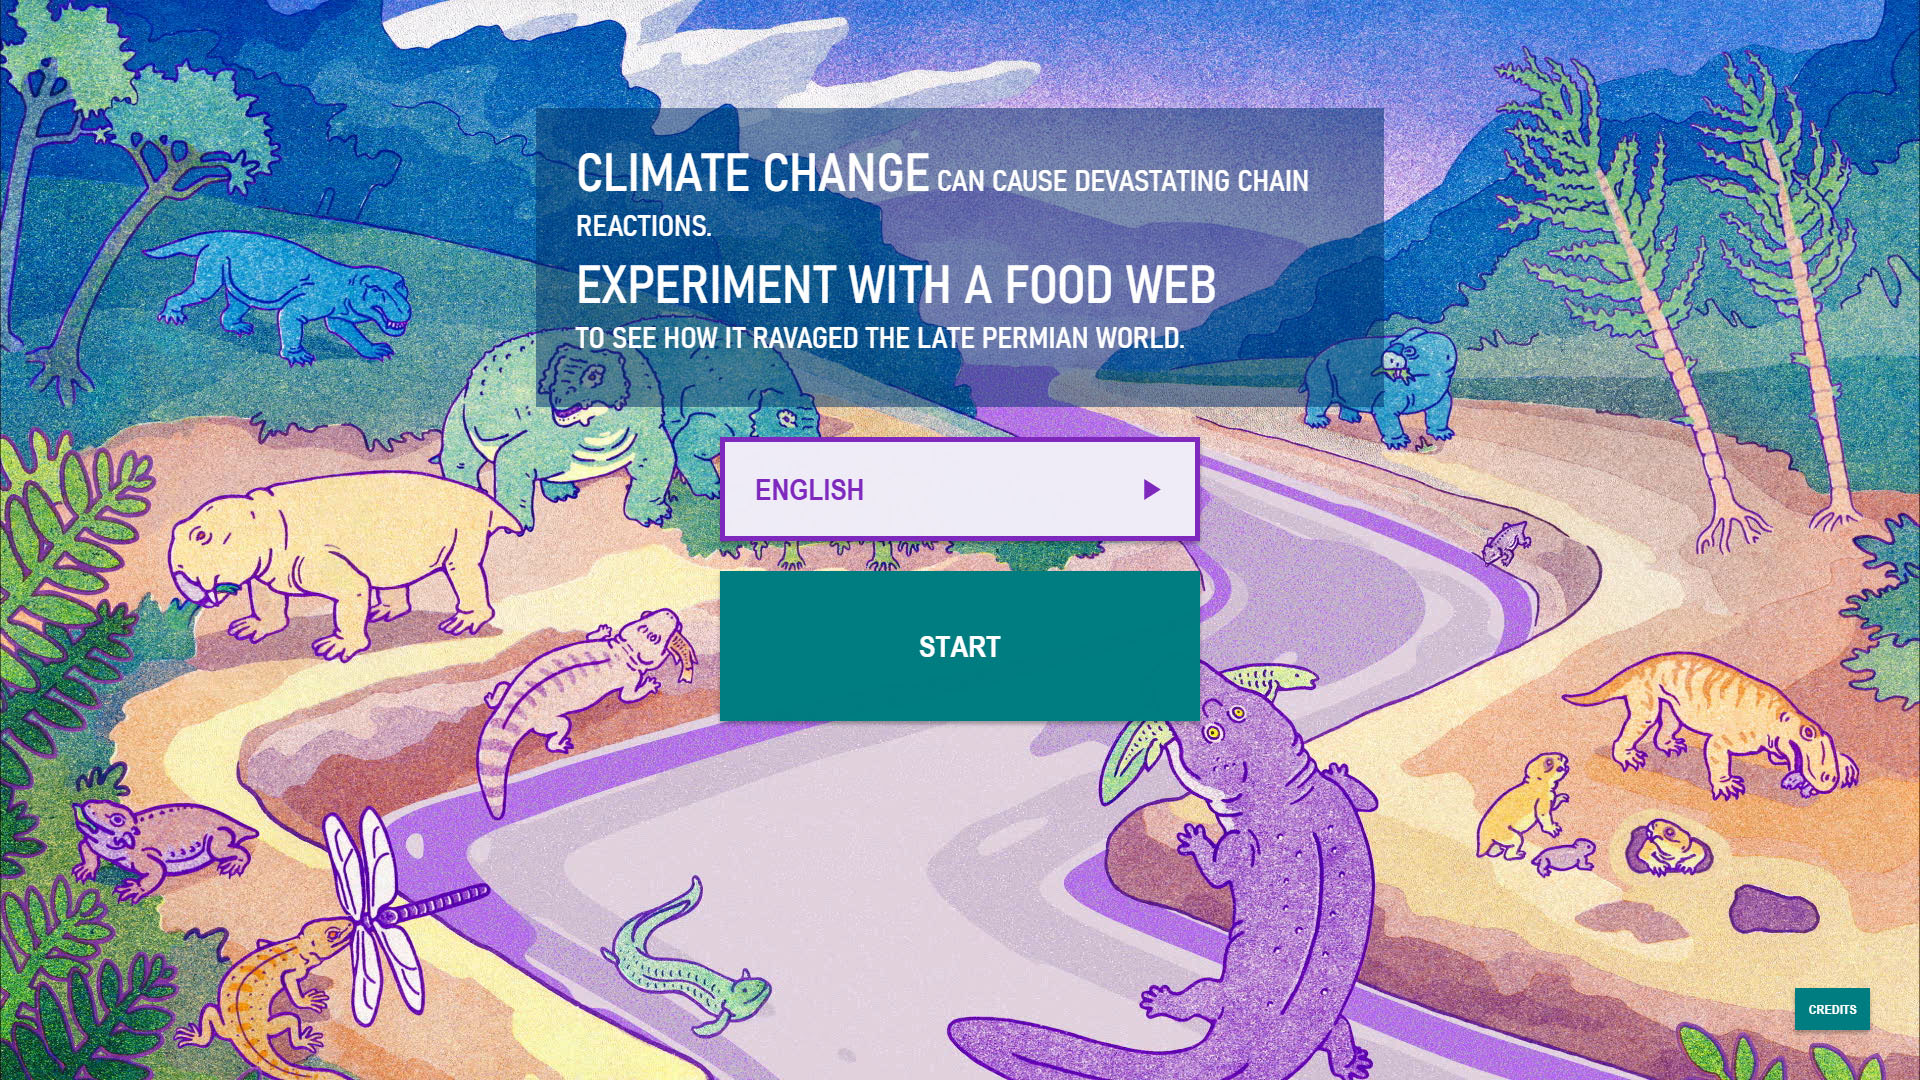 CLIMATE CHANGE CAN CAUSE DEVASTATING CHAIN
REACTIONS.
EXPERIMENT WITH A FOOD WEB
TO SEE HOW IT RAVAGED THE LATE PERMIAN WORLD.
ENGLISH
START
CREDITS